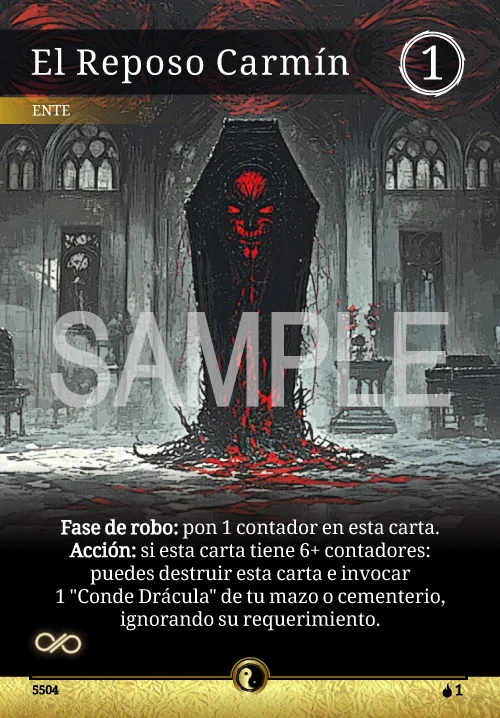 El Reposo Carmín
1
ENTE
SAMPLE
Fase de robo: pon 1 contador en esta carta.
Acción: si esta carta tiene 6+ contadores:
puedes destruir esta carta e invocar
1 "Conde Drácula" de tu mazo o cementerio,
ignorando su requerimiento.
5504
1